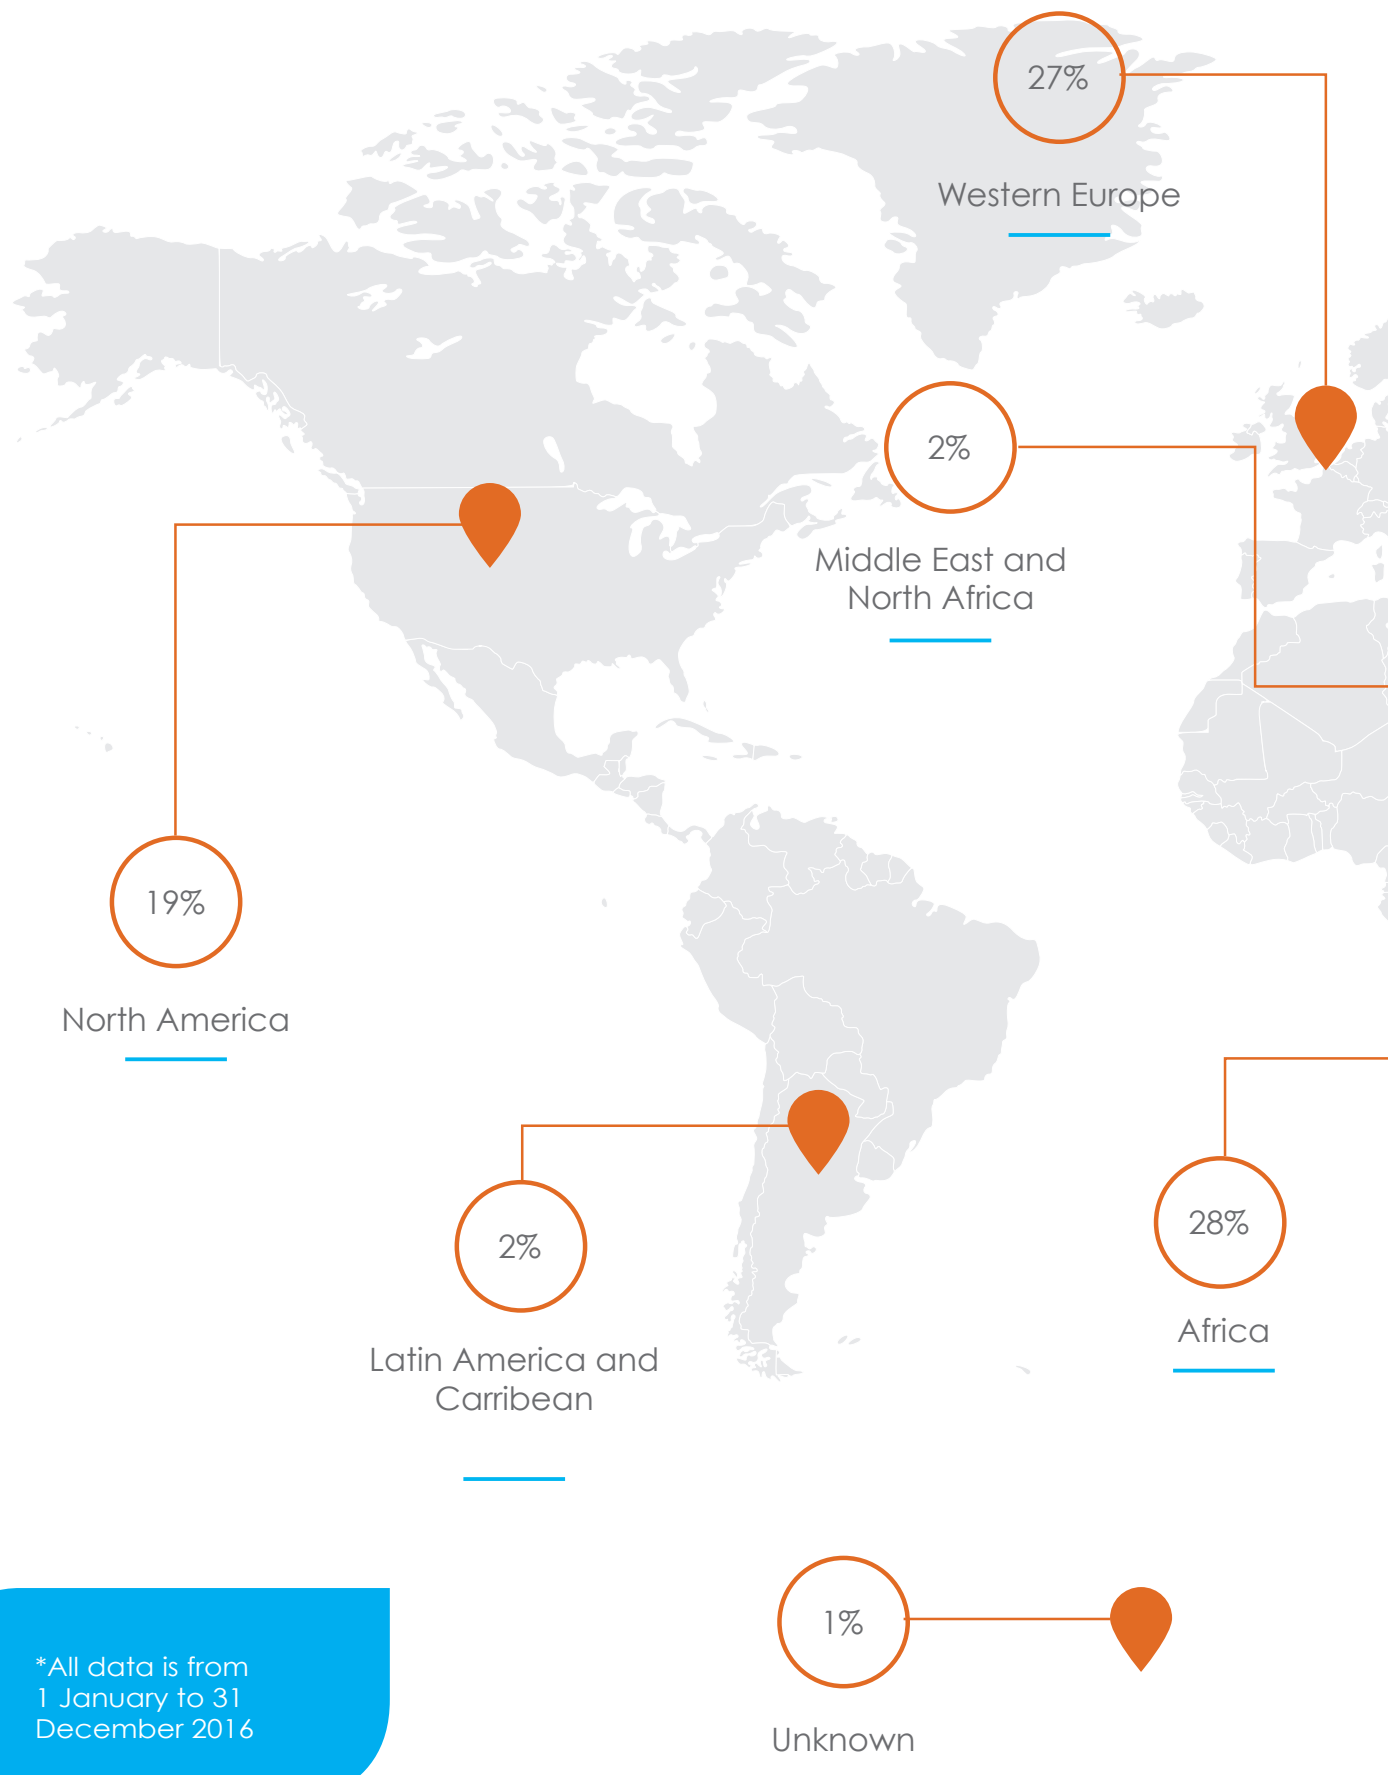 27%
Western Europe
2%
Middle East and
North Africa
19%
North America
2%
Latin America and
Carribean
28%
Africa
1%
Unknown
*All data is from
1 January to 31
December 2016